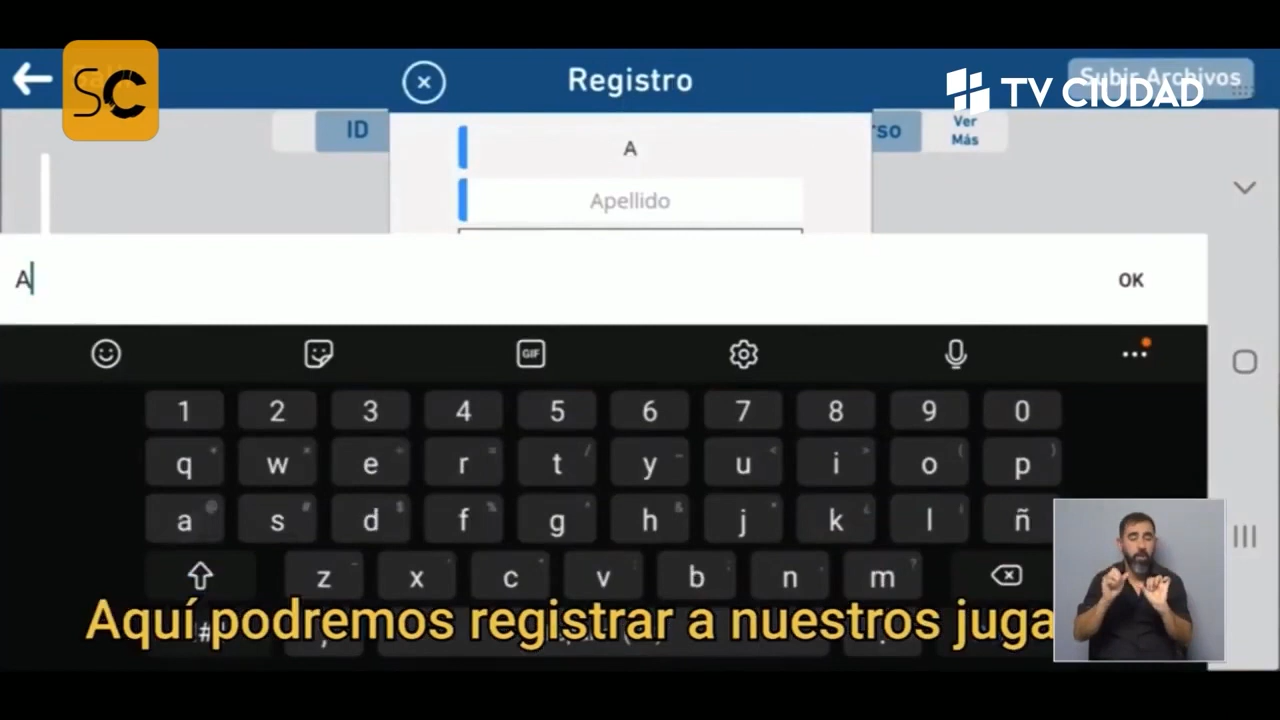 SC
Registro
Subir Archivos
TV CIUDAD
ID
rso
Ver
Más
A
Apellido
A
OK
GIF
1 2 3 4 5 6 7 8 9 0
q w e r t y u i o p
a s d f g h j k l ñ
z x c v b n m
Aquí podremos registrar a nuestros juga